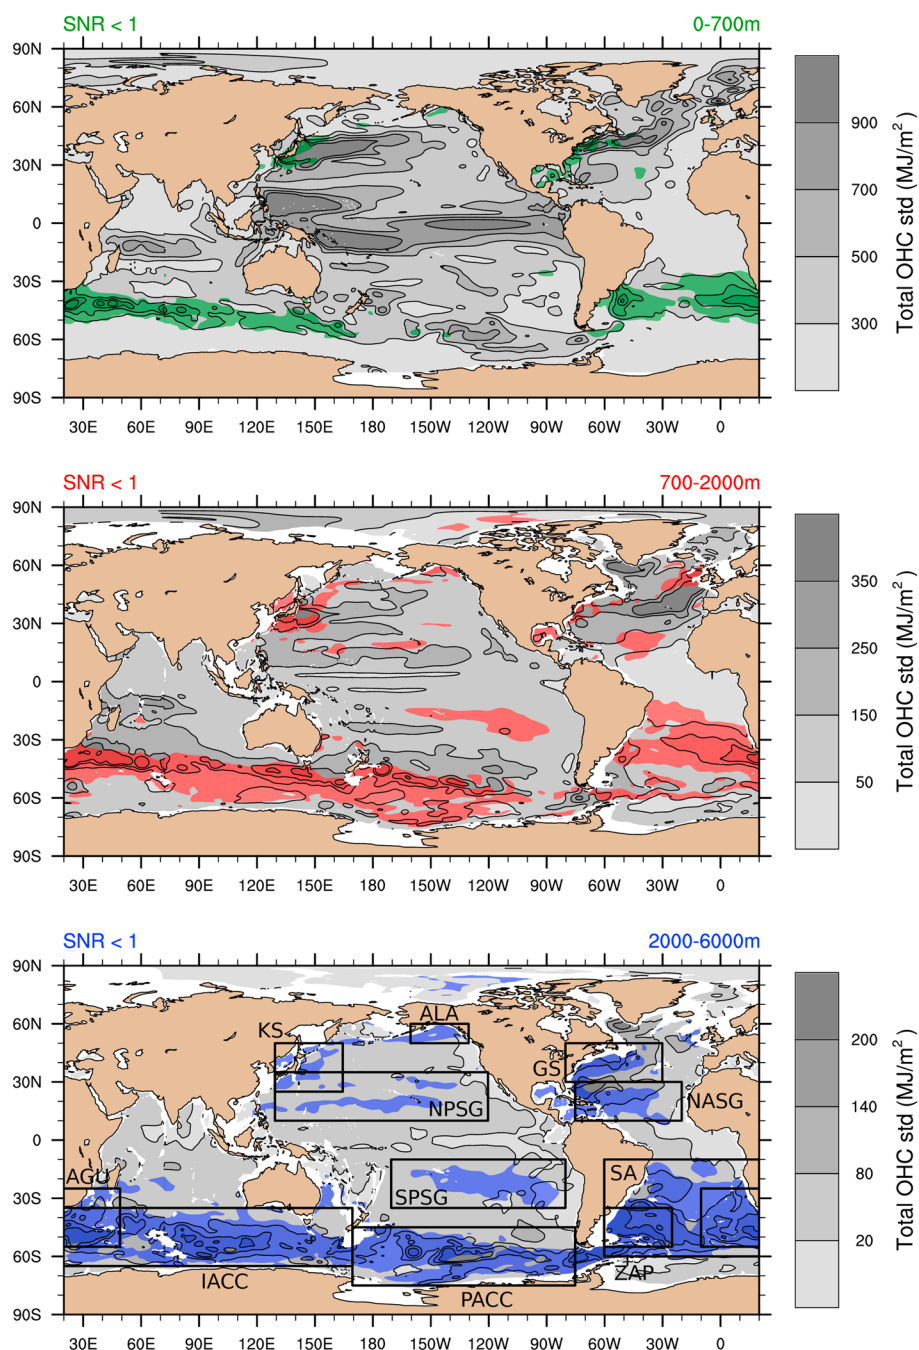 SNR < 1 0-700m
90N
60N
30N
0
30S
60S
90S
30E 60E 90E 120E 150E 180 150W 120W 90W 60W 30W 0
900
700
500
300
Total OHC std (MJ/m²)
SNR < 1 700-2000m
90N
60N
30N
0
30S
60S
90S
30E 60E 90E 120E 150E 180 150W 120W 90W 60W 30W 0
350
250
150
50
Total OHC std (MJ/m²)
SNR < 1 2000-6000m
90N
60N
30N
0
30S
60S
90S
ALA
KS
GS
NPSG
NASG
AGU
SPSG
SA
IACC
ZAP
PACC
30E 60E 90E 120E 150E 180 150W 120W 90W 60W 30W 0
200
140
80
20
Total OHC std (MJ/m²)